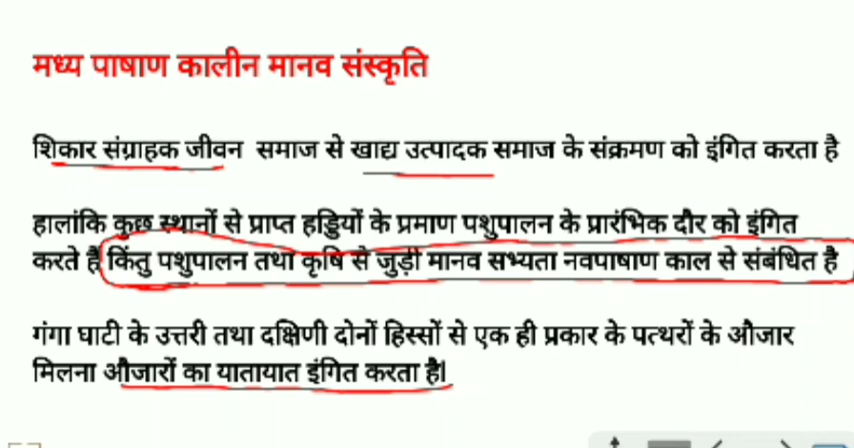 मध्य पाषाण कालीन मानव संस्कृति
शिकार संग्राहक जीवन समाज से खाद्य उत्पादक समाज के संक्रमण को इंगित करता है
हालांकि कुछ स्थानों से प्राप्त हड्डियों के प्रमाण पशुपालन के प्रारंभिक दौर को इंगित
करते हैं किंतु पशुपालन तथा कृषि से जुड़ी मानव सभ्यता नवपाषाण काल से संबंधित है
गंगा घाटी के उत्तरी तथा दक्षिणी दोनों हिस्सों से एक ही प्रकार के पत्थरों के औजार
मिलना औजारों का यातायात इंगित करता है।